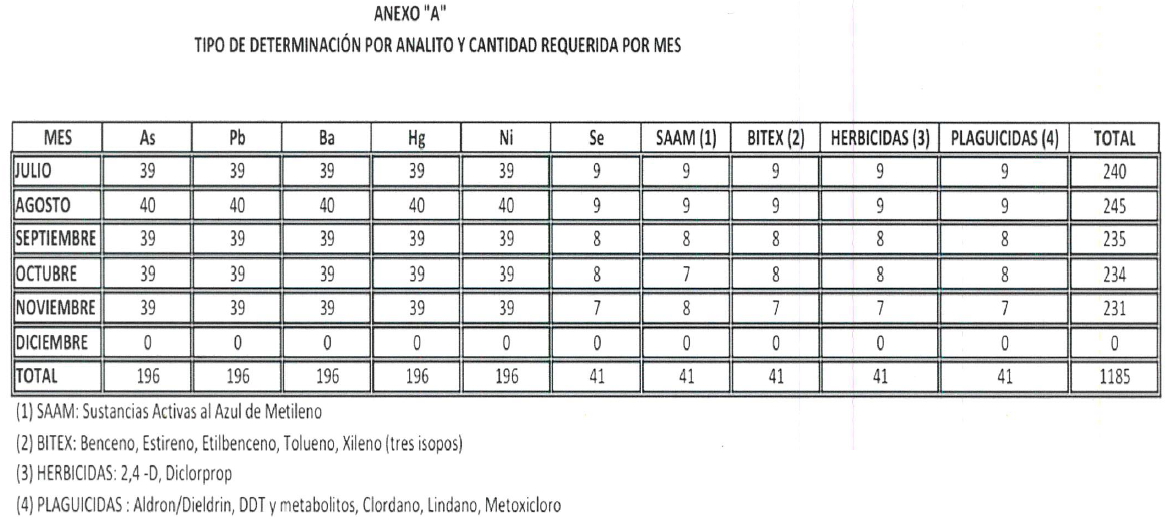 ANEXO "A"
TIPO DE DETERMINACIÓN POR ANALITO Y CANTIDAD REQUERIDA POR MES
MES As Pb Ba Hg Ni Se SAAM (1) BITEX (2) HERBICIDAS (3) PLAGUICIDAS (4) TOTAL
JULIO 39 39 39 39 39 9 9 9 9 9 240
AGOSTO 40 40 40 40 40 9 9 9 9 9 245
SEPTIEMBRE 39 39 39 39 39 8 8 8 8 8 235
OCTUBRE 39 39 39 39 39 8 7 8 8 8 234
NOVIEMBRE 39 39 39 39 39 7 8 7 7 7 231
DICIEMBRE 0 0 0 0 0 0 0 0 0 0 0
TOTAL 196 196 196 196 196 41 41 41 41 41 1185
(1) SAAM: Sustancias Activas al Azul de Metileno
(2) BITEX: Benceno, Estireno, Etilbenceno, Tolueno, Xileno (tres isopos)
(3) HERBICIDAS: 2,4 -D, Diclorprop
(4) PLAGUICIDAS : Aldron/Dieldrin, DDT y metabolitos, Clordano, Lindano, Metoxicloro